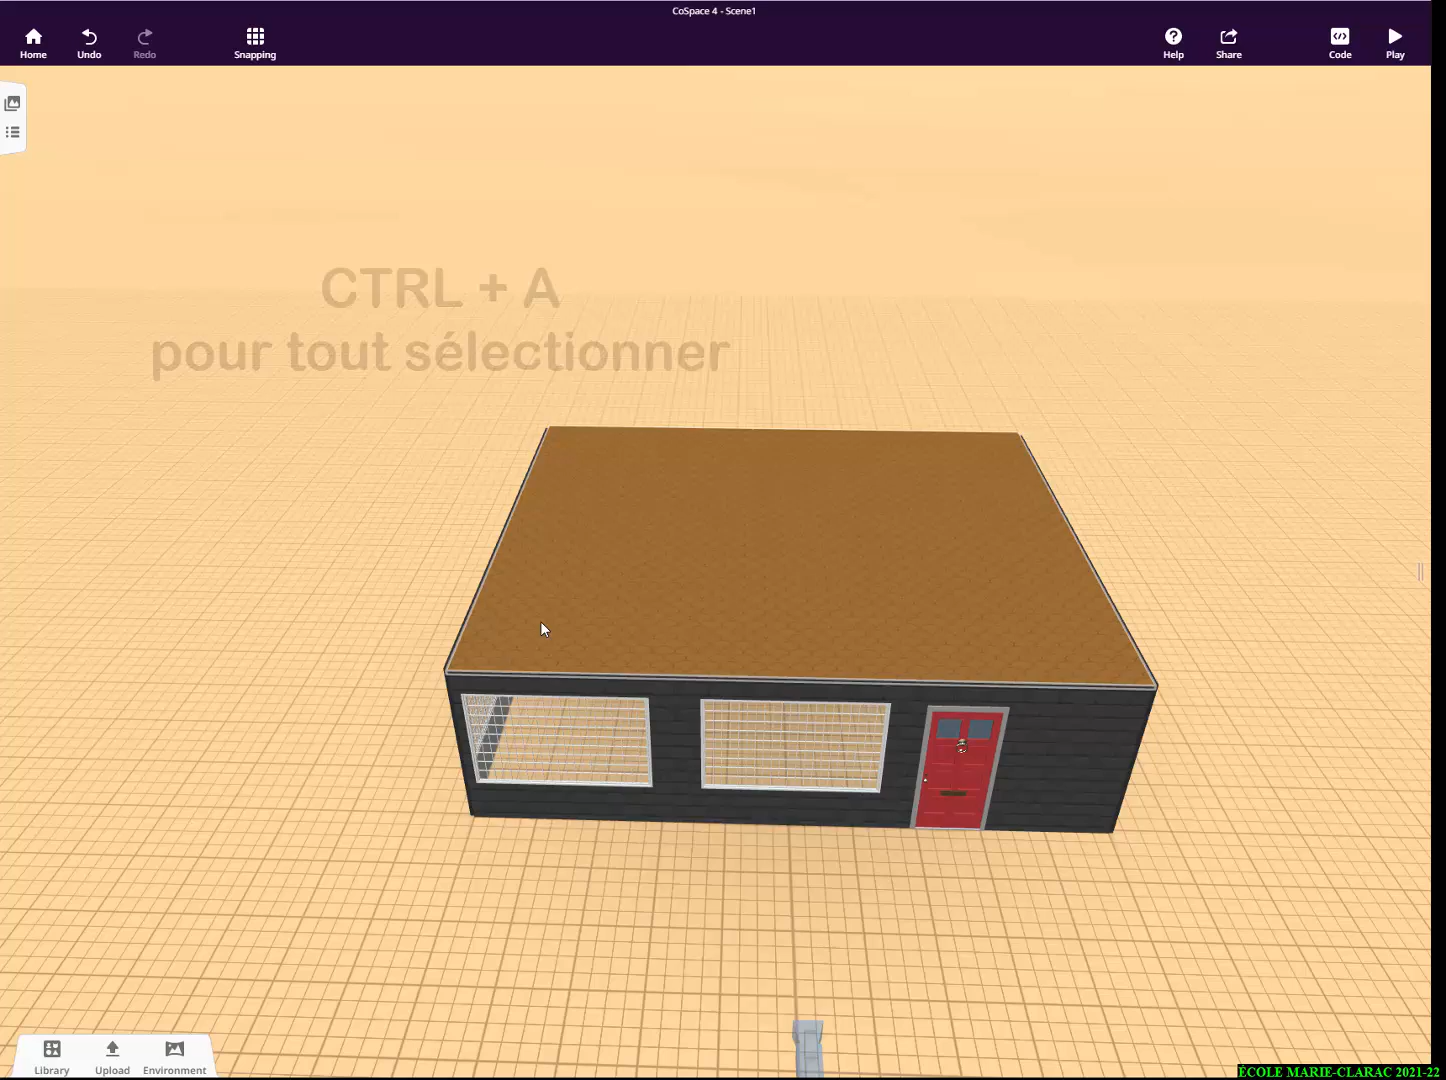 CoSpace 4 - Scene1
Home
Undo
Redo
Snapping
Help
Share
Code
Play
CTRL + A
pour tout sélectionner
Library
Upload
Environment
ÉCOLE MARIE-CLARAC 2021-22